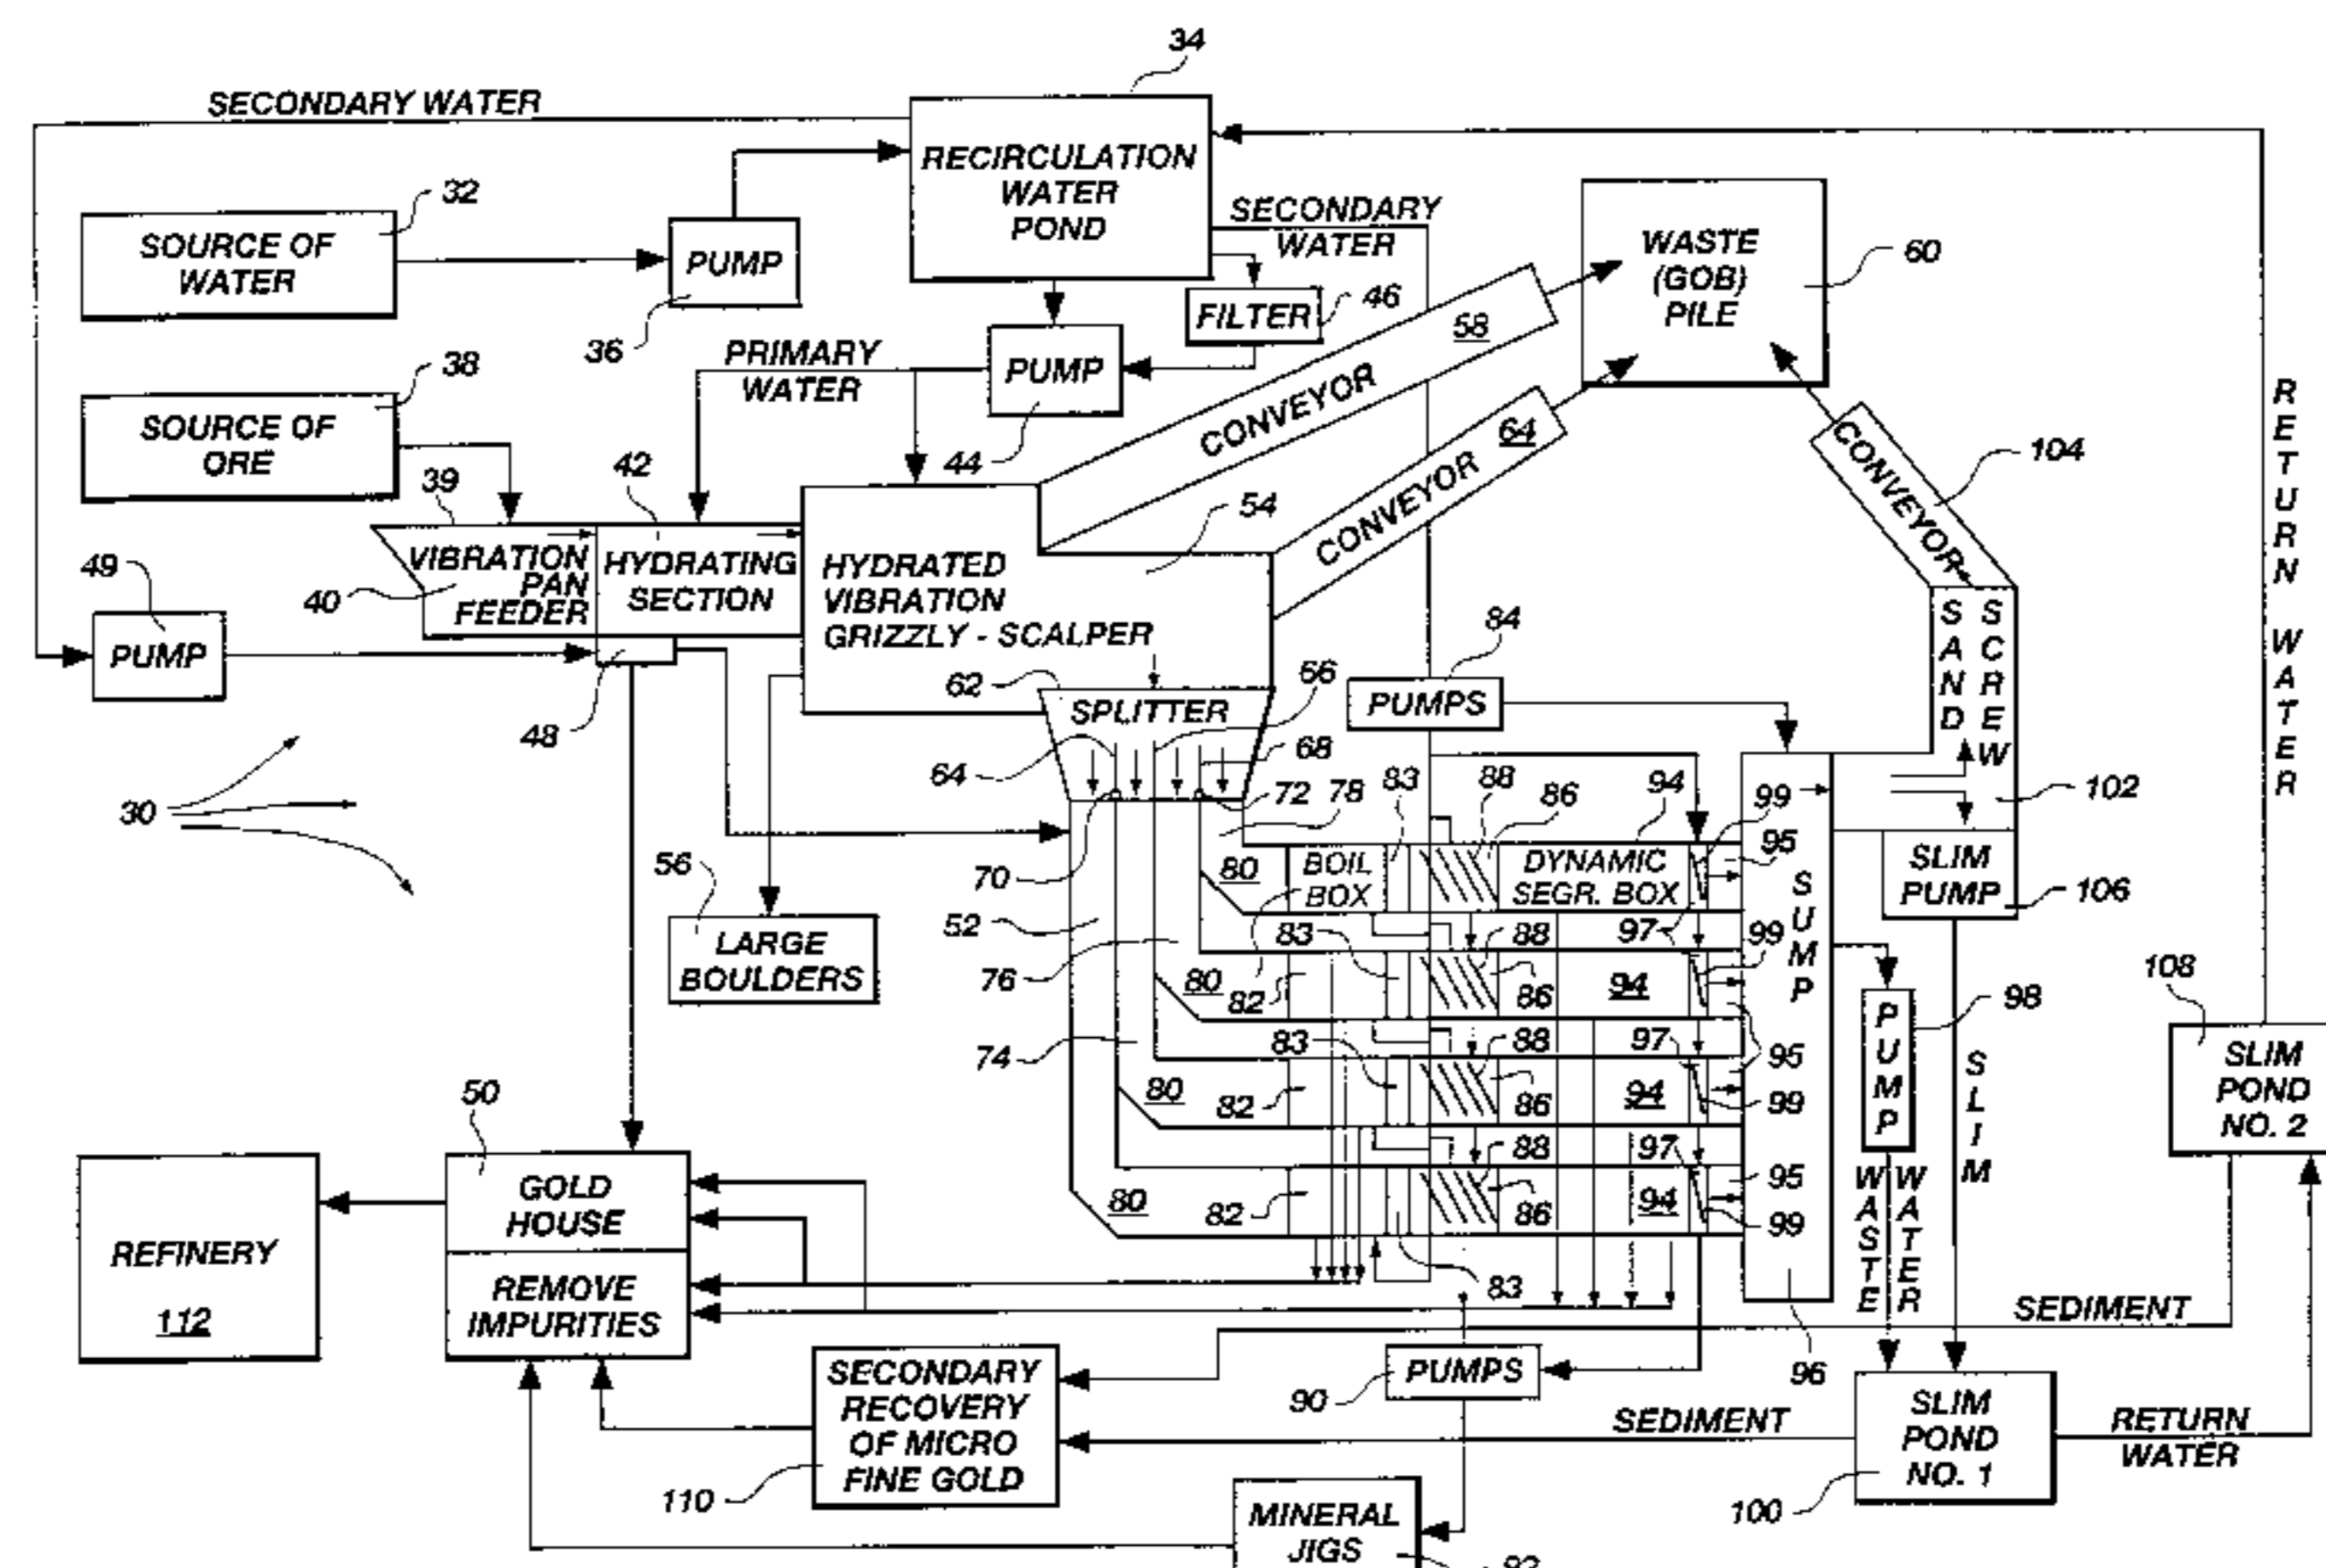 34
SECONDARY WATER
RECIRCULATION
WATER
POND
32
SOURCE OF
WATER
PUMP
36
SECONDARY
WATER
FILTER
46
WASTE
(GOB)
PILE
60
38
SOURCE OF
ORE
PRIMARY
WATER
PUMP
44
CONVEYOR
58
CONVEYOR
64
CONVEYOR
104
RETURN WATER
39
42
54
VIBRATION
PAN
FEEDER
40
HYDRATING
SECTION
HYDRATED
VIBRATION
GRIZZLY - SCALPER
49
PUMP
48
62
SPLITTER
66
64
68
70
72
78
84
PUMPS
SAND
SCREW
102
30
56
LARGE
BOULDERS
52
76
74
83
88
86
94
99
95
80
BOIL
BOX
DYNAMIC
SEGR. BOX
SUMP
SLIM
PUMP
106
83
88
97
99
80
82
86
94
95
83
88
97
80
82
86
94
99
88
97
95
80
82
86
94
99
83
96
PUMP
98
WASTE
WATER
SLIM
108
SLIM
POND
NO. 2
50
GOLD
HOUSE
REMOVE
IMPURITIES
REFINERY
112
SEDIMENT
SECONDARY
RECOVERY
OF MICRO
FINE GOLD
110
PUMPS
90
SEDIMENT
SLIM
POND
NO. 1
100
RETURN
WATER
MINERAL
JIGS